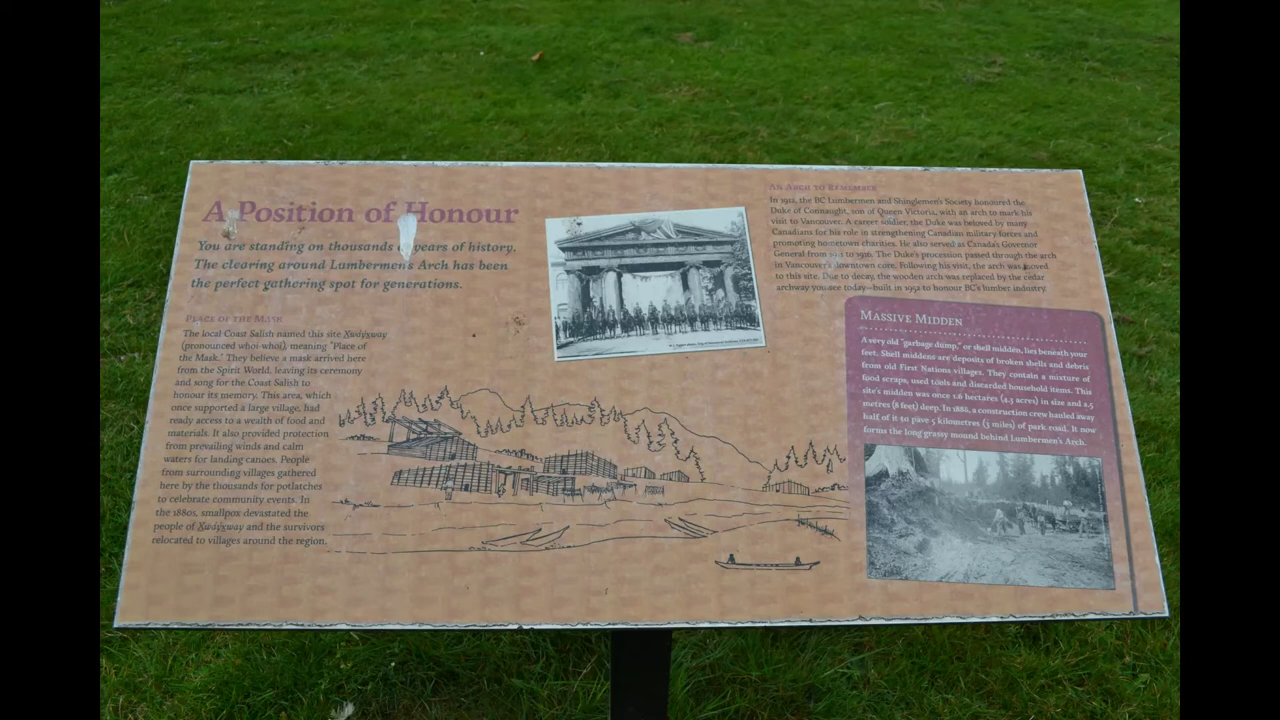 A Position of Honour
You are standing on thousands of years of history.
The clearing around Lumbermen's Arch has been
the perfect gathering spot for generations.
Place of the Mask
The local Coast Salish named this site X̱wáýx̱way
(pronounced whoi-whoi), meaning "Place of
the Mask." They believe a mask arrived here
from the Spirit World, leaving its ceremony
and song for the Coast Salish to
honour its memory. This area, which
once supported a large village, had
ready access to a wealth of food and
materials. It also provided protection
from prevailing winds and calm
waters for landing canoes. People
from surrounding villages gathered
here by the thousands for potlatches
to celebrate community events. In
the 1880s, smallpox devastated the
people of X̱wáýx̱way and the survivors
relocated to villages around the region.
An Arch to Remember
In 1912, the BC Lumbermen and Shinglemen's Society honoured the
Duke of Connaught, son of Queen Victoria, with an arch to mark his
visit to Vancouver. A career soldier, the Duke was beloved by many
Canadians for his role in strengthening Canadian military forces and
promoting hometown charities. He also served as Canada's Governor
General from 1911 to 1916. The Duke's procession passed through the arch
in Vancouver's downtown core. Following his visit, the arch was moved
to this site. Due to decay, the wooden arch was replaced by the cedar
archway you see today—built in 1952 to honour BC's lumber industry.
Massive Midden
A very old "garbage dump," or shell midden, lies beneath your
feet. Shell middens are deposits of broken shells and debris
from old First Nations villages. They contain a mixture of
food scraps, used tools and discarded household items. This
site's midden was once 1.6 hectares (4.3 acres) in size and 2.5
metres (8 feet) deep. In 1888, a construction crew hauled away
half of it to pave 5 kilometres (3 miles) of park road. It now
forms the long grassy mound behind Lumbermen's Arch.